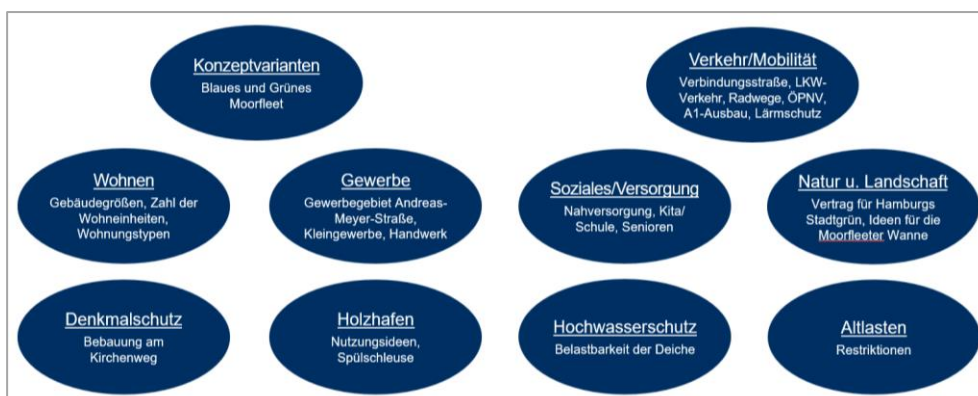 Konzeptvarianten
Blaues und Grünes
Moorfleet
Verkehr/Mobilität
Verbindungsstraße, LKW-
Verkehr, Radwege, ÖPNV,
A1-Ausbau, Lärmschutz
Wohnen
Gebäudegrößen, Zahl der
Wohneinheiten,
Wohnungstypen
Gewerbe
Gewerbegebiet Andreas-
Meyer-Straße,
Kleingewerbe, Handwerk
Soziales/Versorgung
Nahversorgung, Kita/
Schule, Senioren
Natur u. Landschaft
Vertrag für Hamburgs
Stadtgrün, Ideen für die
Moorfleeter Wanne
Denkmalschutz
Bebauung am
Kirchenweg
Holzhafen
Nutzungsideen,
Spülschleuse
Hochwasserschutz
Belastbarkeit der Deiche
Altlasten
Restriktionen